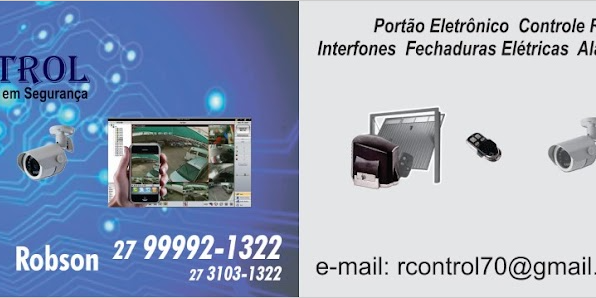 TROL
em Segurança
Robson
27 99992-1322
27 3103-1322
Portão Eletrônico Controle R
Interfones Fechaduras Elétricas Ala
e-mail: rcontrol70@gmail.